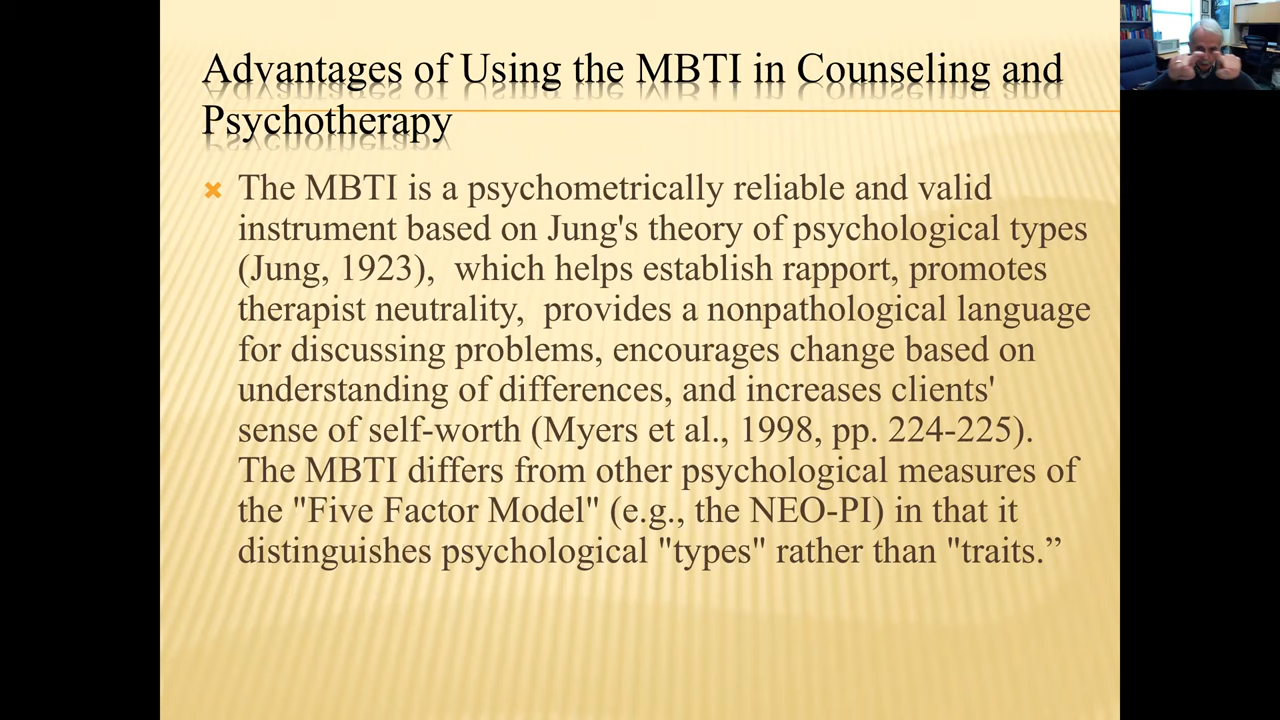 Advantages of Using the MBTI in Counseling and
Psychotherapy
The MBTI is a psychometrically reliable and valid
instrument based on Jung's theory of psychological types
(Jung, 1923),  which helps establish rapport, promotes
therapist neutrality,  provides a nonpathological language
for discussing problems, encourages change based on
understanding of differences, and increases clients'
sense of self-worth (Myers et al., 1998, pp. 224-225).
The MBTI differs from other psychological measures of
the "Five Factor Model" (e.g., the NEO-PI) in that it
distinguishes psychological "types" rather than "traits.”